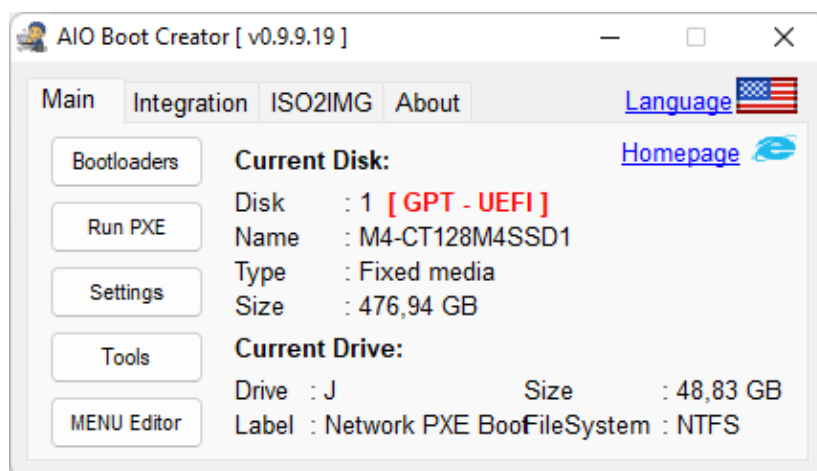 AIO Boot Creator [ v0.9.9.19 ]
Main Integration ISO2IMG About Language
Homepage
Bootloaders
Run PXE
Settings
Tools
MENU Editor
Current Disk:
Disk : 1 [ GPT - UEFI ]
Name : M4-CT128M4SSD1
Type : Fixed media
Size : 476,94 GB
Current Drive:
Drive : J Size : 48,83 GB
Label : Network PXE Boot FileSystem : NTFS